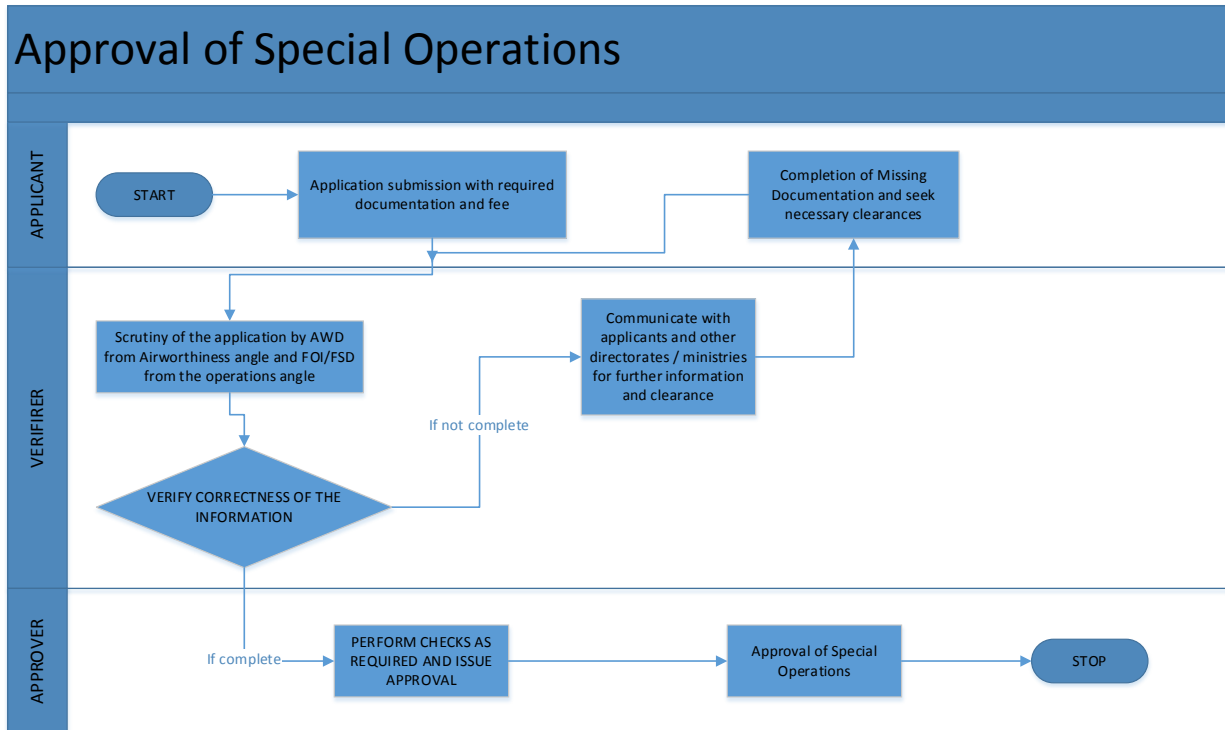 Approval of Special Operations
APPLICANT
START
Application submission with required
documentation and fee
Completion of Missing
Documentation and seek
necessary clearances
VERIFIRER
Scrutiny of the application by AWD
from Airworthiness angle and FOI/FSD
from the operations angle
Communicate with
applicants and other
directorates / ministries
for further information
and clearance
If not complete
VERIFY CORRECTNESS OF THE
INFORMATION
APPROVER
If complete
PERFORM CHECKS AS
REQUIRED AND ISSUE
APPROVAL
Approval of Special
Operations
STOP